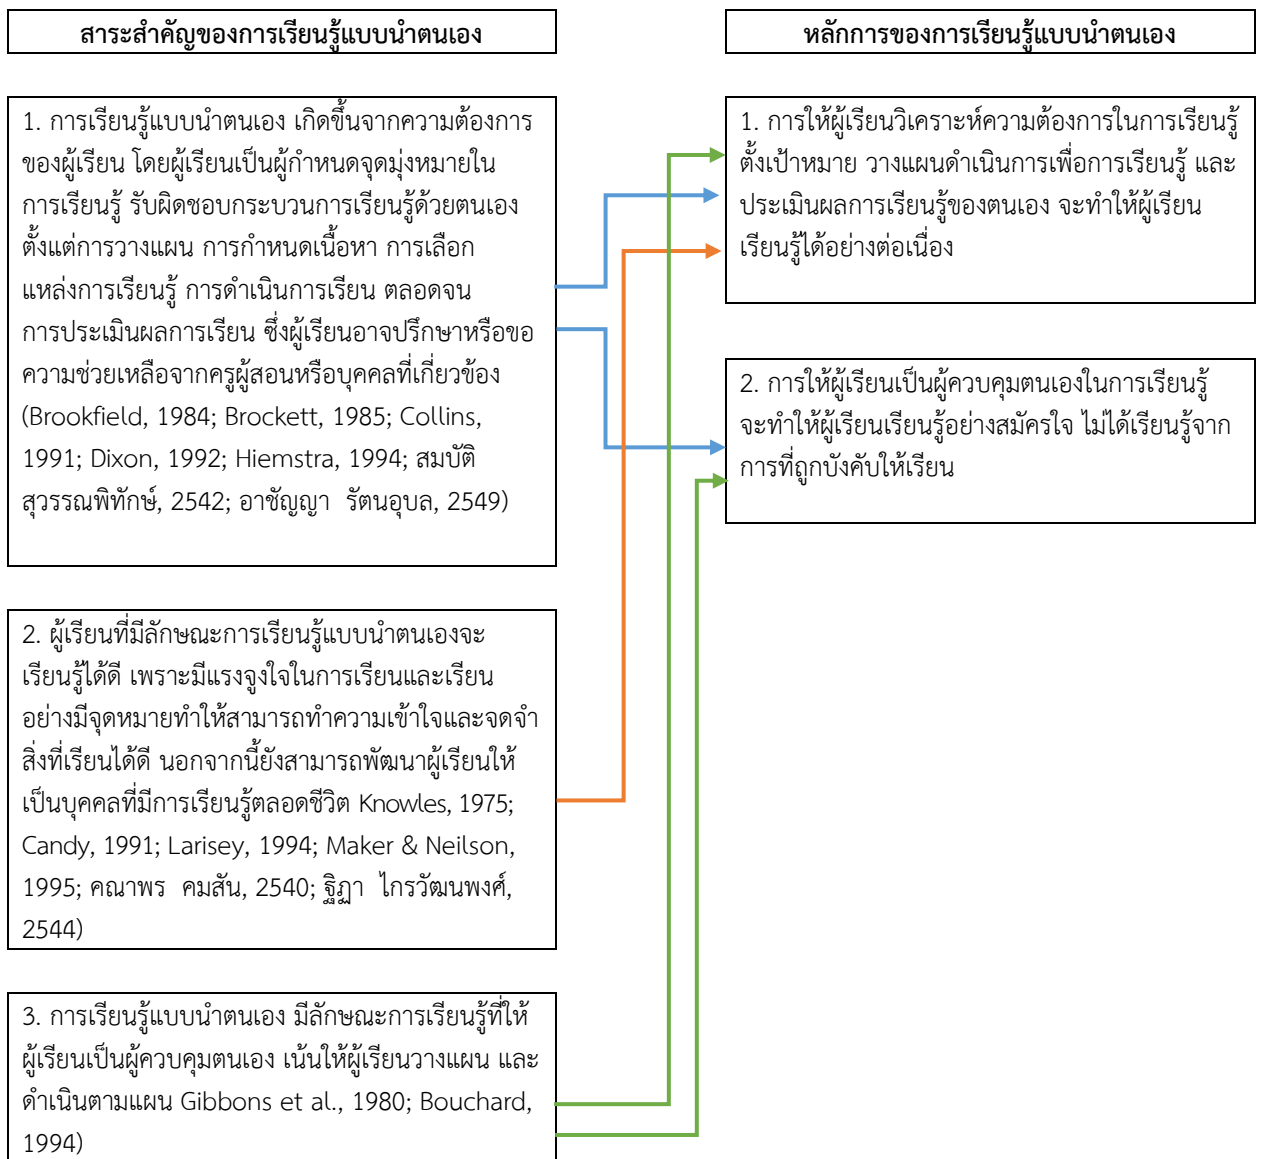 สาระสำคัญของการเรียนรู้แบบนำตนเอง
หลักการของการเรียนรู้แบบนำตนเอง
1. การเรียนรู้แบบนำตนเอง เกิดขึ้นจากความต้องการ
ของผู้เรียน โดยผู้เรียนเป็นผู้กำหนดจุดมุ่งหมายใน
การเรียนรู้ รับผิดชอบกระบวนการเรียนรู้ด้วยตนเอง
ตั้งแต่การวางแผน การกำหนดเนื้อหา การเลือก
แหล่งการเรียนรู้ การดำเนินการเรียน ตลอดจน
การประเมินผลการเรียน ซึ่งผู้เรียนอาจปรึกษาหรือขอ
ความช่วยเหลือจากครูผู้สอนหรือบุคคลที่เกี่ยวข้อง
(Brookfield, 1984; Brockett, 1985; Collins,
1991; Dixon, 1992; Hiemstra, 1994; สมบัติ
สุวรรณพิทักษ์, 2542; อาชัญญา รัตนอุบล, 2549)
2. ผู้เรียนที่มีลักษณะการเรียนรู้แบบนำตนเองจะ
เรียนรู้ได้ดี เพราะมีแรงจูงใจในการเรียนและเรียน
อย่างมีจุดหมายทำให้สามารถทำความเข้าใจและจดจำ
สิ่งที่เรียนได้ดี นอกจากนี้ยังสามารถพัฒนาผู้เรียนให้
เป็นบุคคลที่มีการเรียนรู้ตลอดชีวิต Knowles, 1975;
Candy, 1991; Larisey, 1994; Maker & Neilson,
1995; คณาพร คมสัน, 2540; ฐิฏา ไกรวัฒนพงศ์,
2544)
3. การเรียนรู้แบบนำตนเอง มีลักษณะการเรียนรู้ที่ให้
ผู้เรียนเป็นผู้ควบคุมตนเอง เน้นให้ผู้เรียนวางแผน และ
ดำเนินตามแผน Gibbons et al., 1980; Bouchard,
1994)
1. การให้ผู้เรียนวิเคราะห์ความต้องการในการเรียนรู้
ตั้งเป้าหมาย วางแผนดำเนินการเพื่อการเรียนรู้ และ
ประเมินผลการเรียนรู้ของตนเอง จะทำให้ผู้เรียน
เรียนรู้ได้อย่างต่อเนื่อง
2. การให้ผู้เรียนเป็นผู้ควบคุมตนเองในการเรียนรู้
จะทำให้ผู้เรียนเรียนรู้อย่างสมัครใจ ไม่ได้เรียนรู้จาก
การที่ถูกบังคับให้เรียน